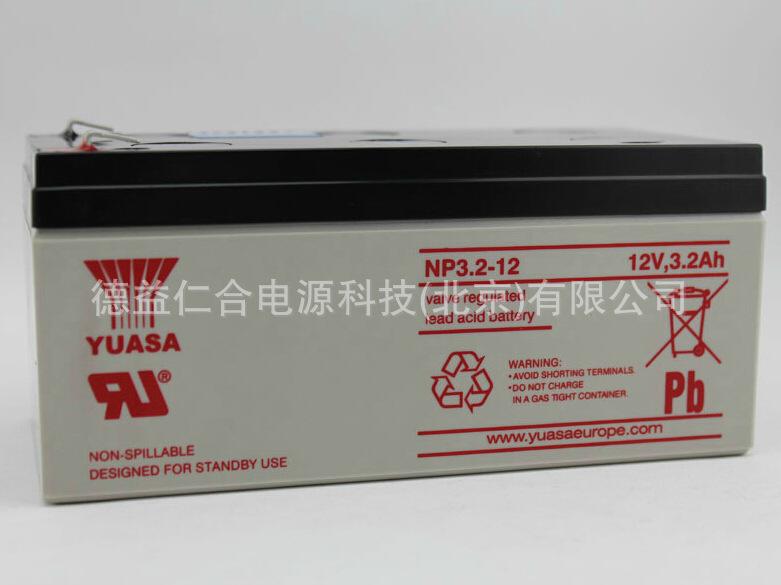 NP3.2-12 12V,3.2Ah
德益仁合电源科技(北京)有限公司
valve regulated
lead acid battery
YUASA
RU®
WARNING:
• AVOID SHORTING TERMINALS.
• DO NOT CHARGE
IN A GAS TIGHT CONTAINER.
Pb
www.yuasaeurope.com
NON-SPILLABLE
DESIGNED FOR STANDBY USE